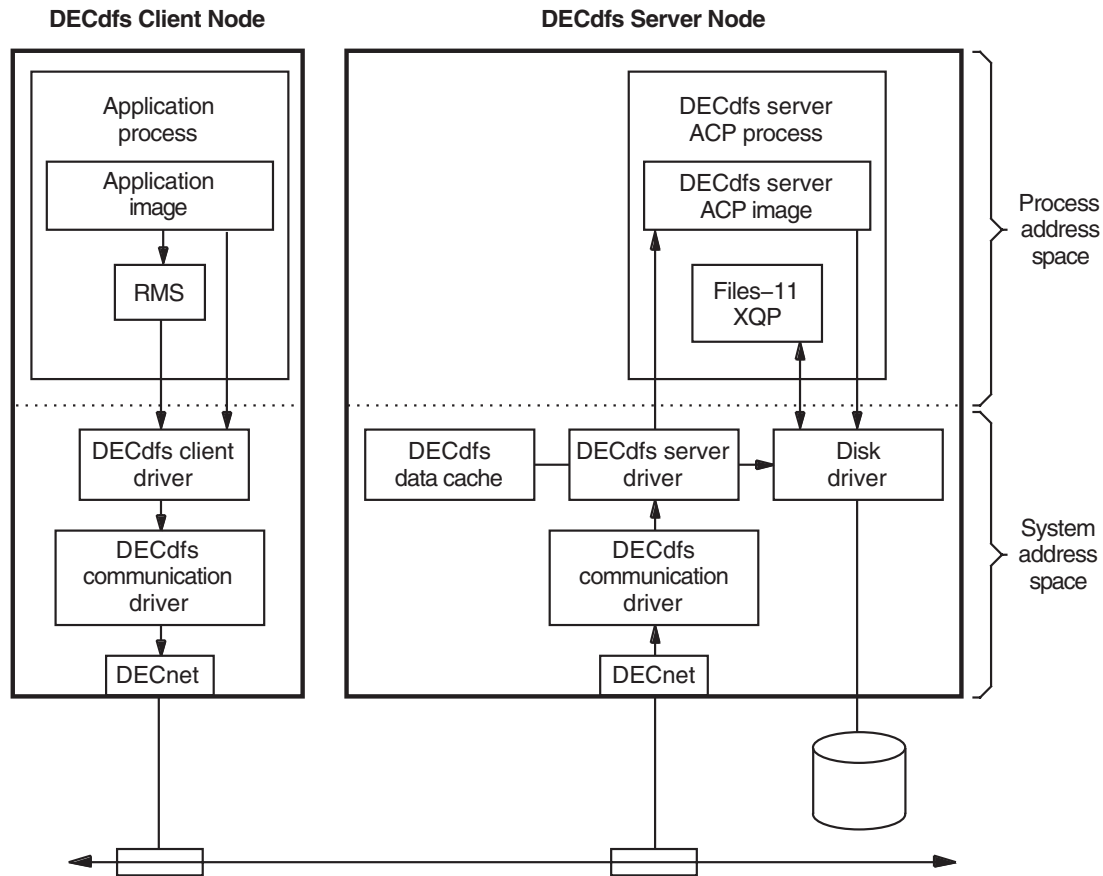 DECdfs Client Node
DECdfs Server Node
Application
process
Application
image
RMS
DECdfs client
driver
DECdfs
communication
driver
DECnet
DECdfs server
ACP process
DECdfs server
ACP image
Files–11
XQP
DECdfs
data cache
DECdfs server
driver
Disk
driver
DECdfs
communication
driver
DECnet
Process
address
space
System
address
space